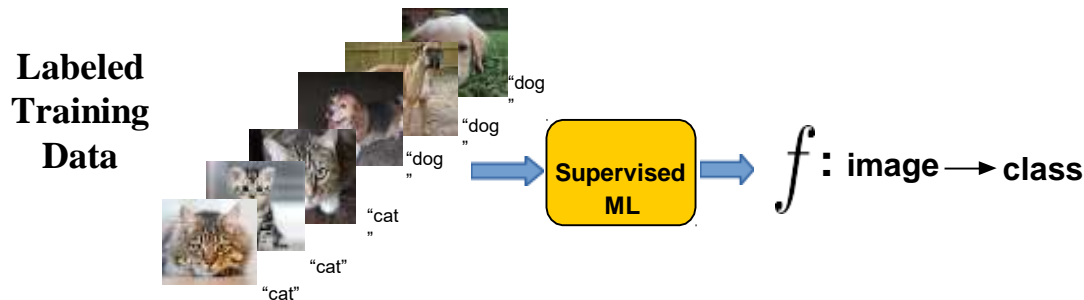 Labeled
Training
Data
“dog
”
“dog
”
“dog
”
“cat
”
“cat”
“cat”
Supervised
ML
f : image → class